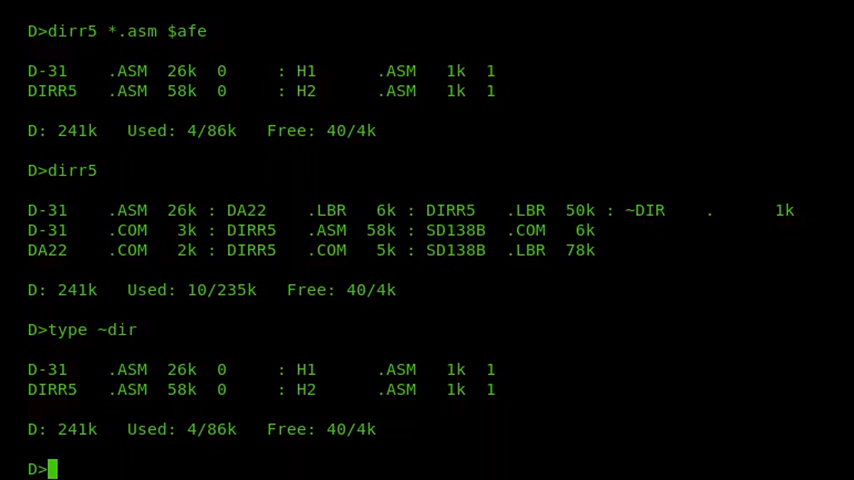 D>dirr5 *.asm $afe
D-31    .ASM  26k  0     : H1      .ASM   1k  1
DIRR5   .ASM  58k  0     : H2      .ASM   1k  1
D: 241k   Used: 4/86k   Free: 40/4k
D>dirr5
D-31    .ASM  26k : DA22    .LBR   6k : DIRR5   .LBR  50k : ~DIR    .      1k
D-31    .COM   3k : DIRR5   .ASM  58k : SD138B  .COM   6k
DA22    .COM   2k : DIRR5   .COM   5k : SD138B  .LBR  78k
D: 241k   Used: 10/235k   Free: 40/4k
D>type ~dir
D-31    .ASM  26k  0     : H1      .ASM   1k  1
DIRR5   .ASM  58k  0     : H2      .ASM   1k  1
D: 241k   Used: 4/86k   Free: 40/4k
D>